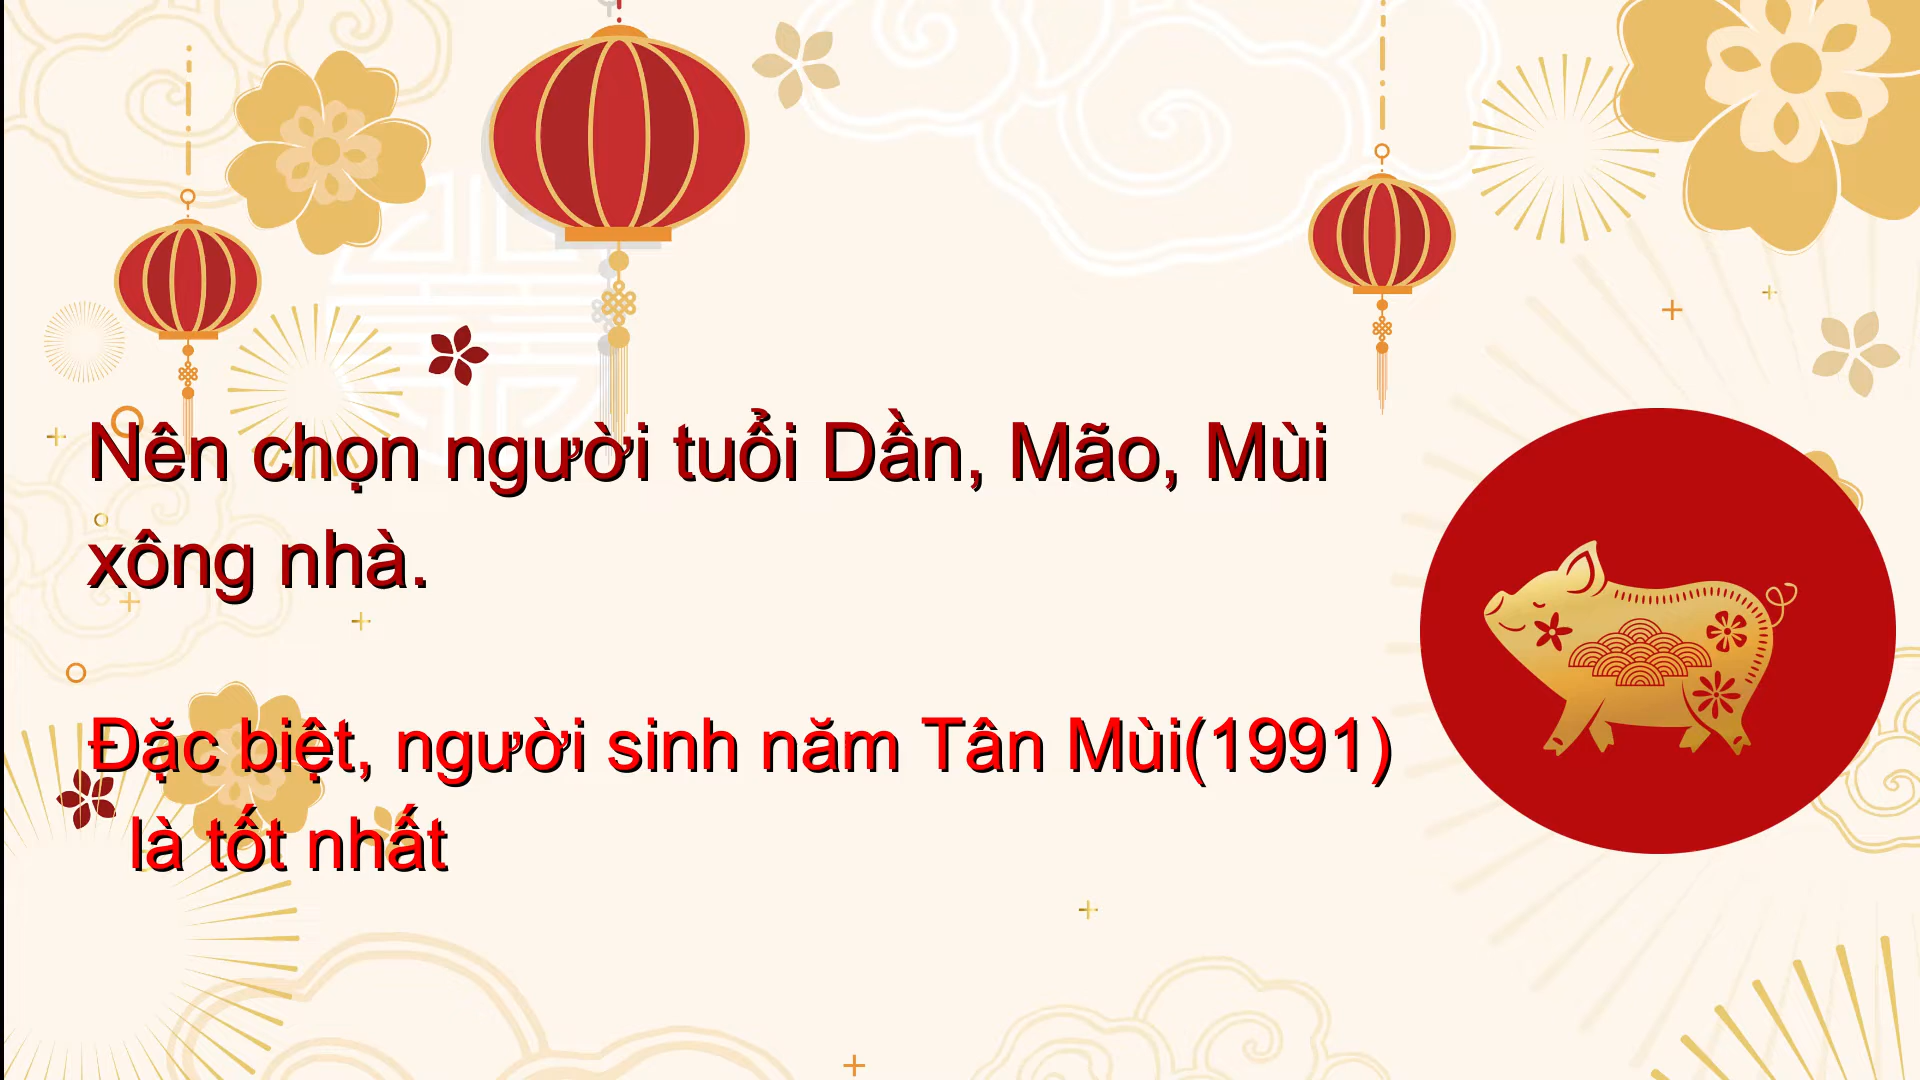 Nên chọn người tuổi Dần, Mão, Mùi
xông nhà.
Đặc biệt, người sinh năm Tân Mùi(1991)
là tốt nhất